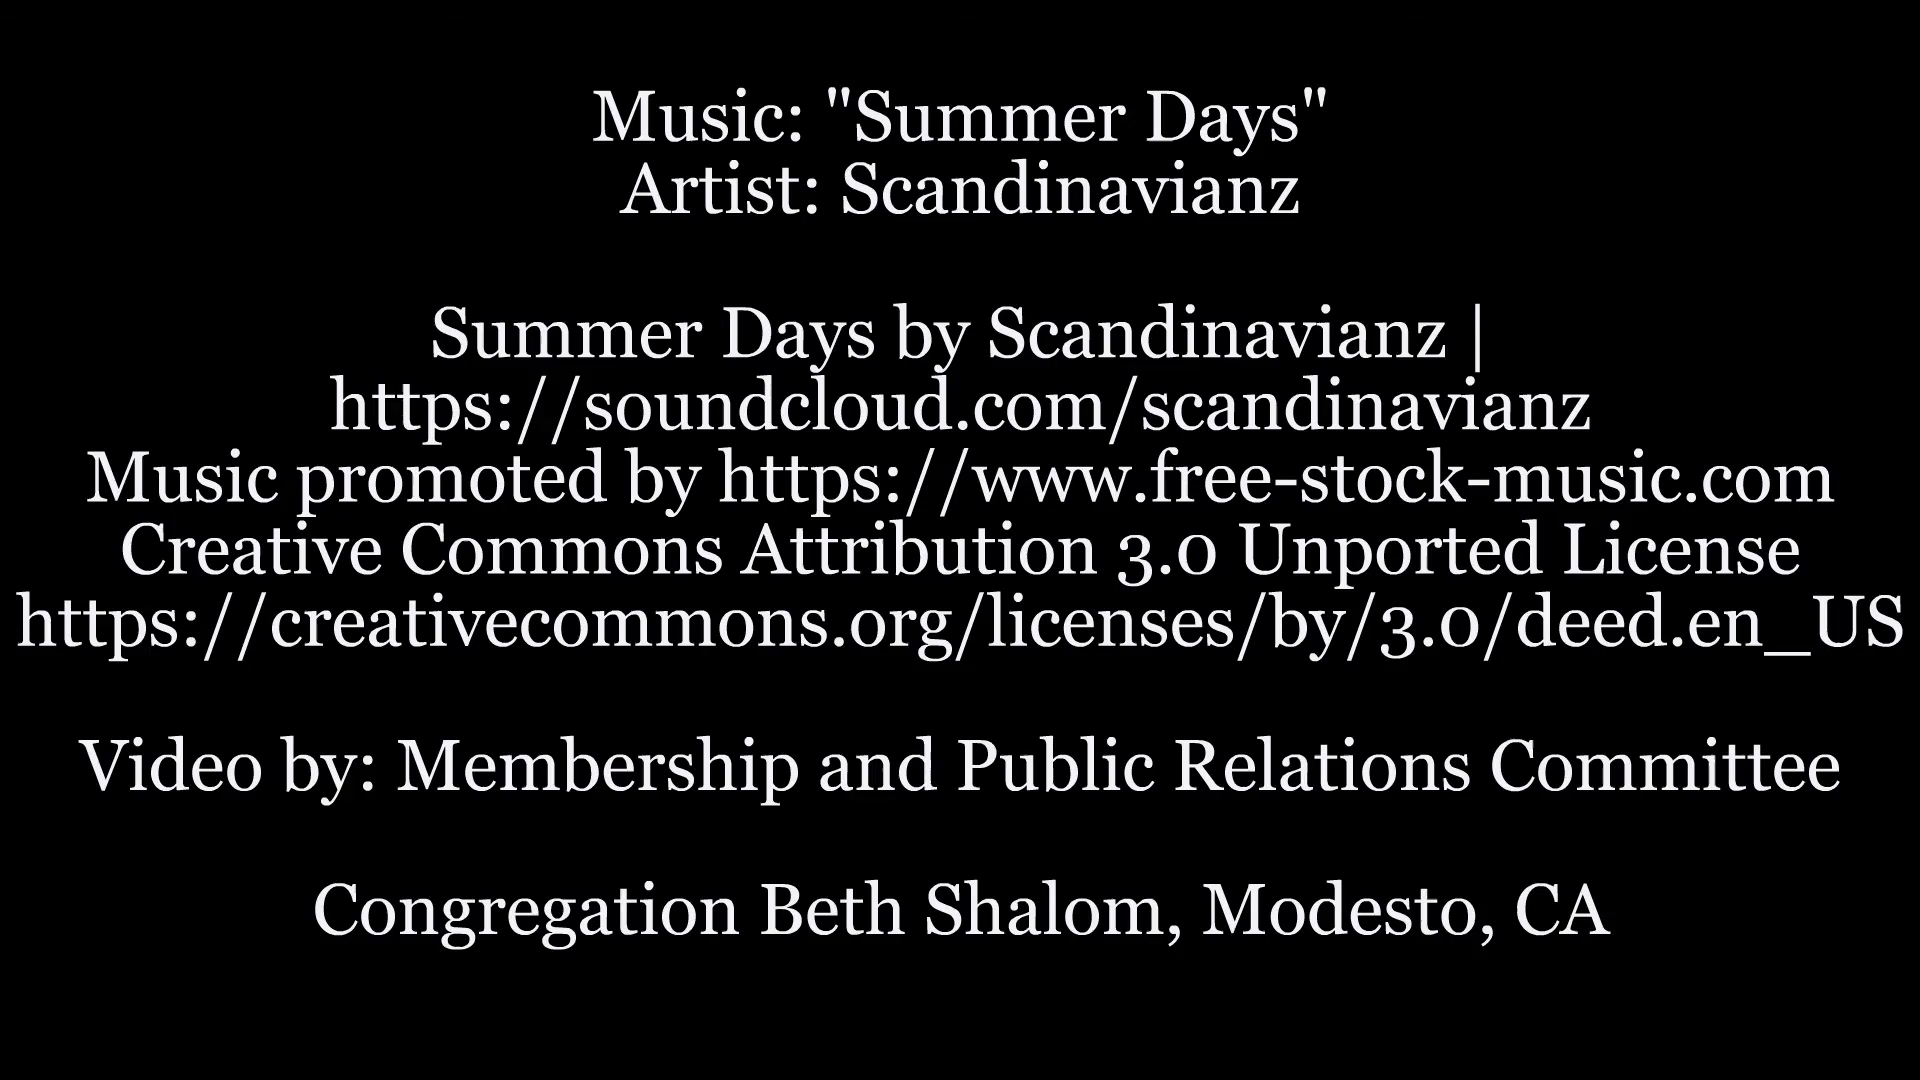 Music: "Summer Days"
Artist: Scandinavianz
Summer Days by Scandinavianz |
https://soundcloud.com/scandinavianz
Music promoted by https://www.free-stock-music.com
Creative Commons Attribution 3.0 Unported License
https://creativecommons.org/licenses/by/3.0/deed.en_US
Video by: Membership and Public Relations Committee
Congregation Beth Shalom, Modesto, CA